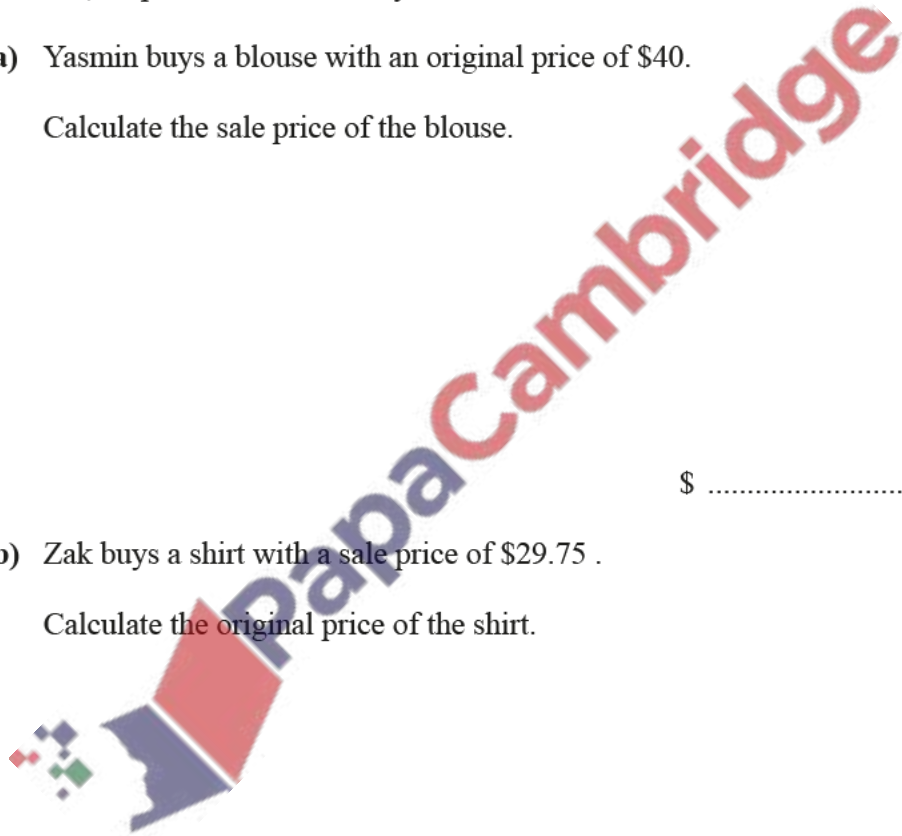 a) Yasmin buys a blouse with an original price of $40.
Calculate the sale price of the blouse.
$ ..........................
b) Zak buys a shirt with a sale price of $29.75 .
Calculate the original price of the shirt.
PapaCambridge